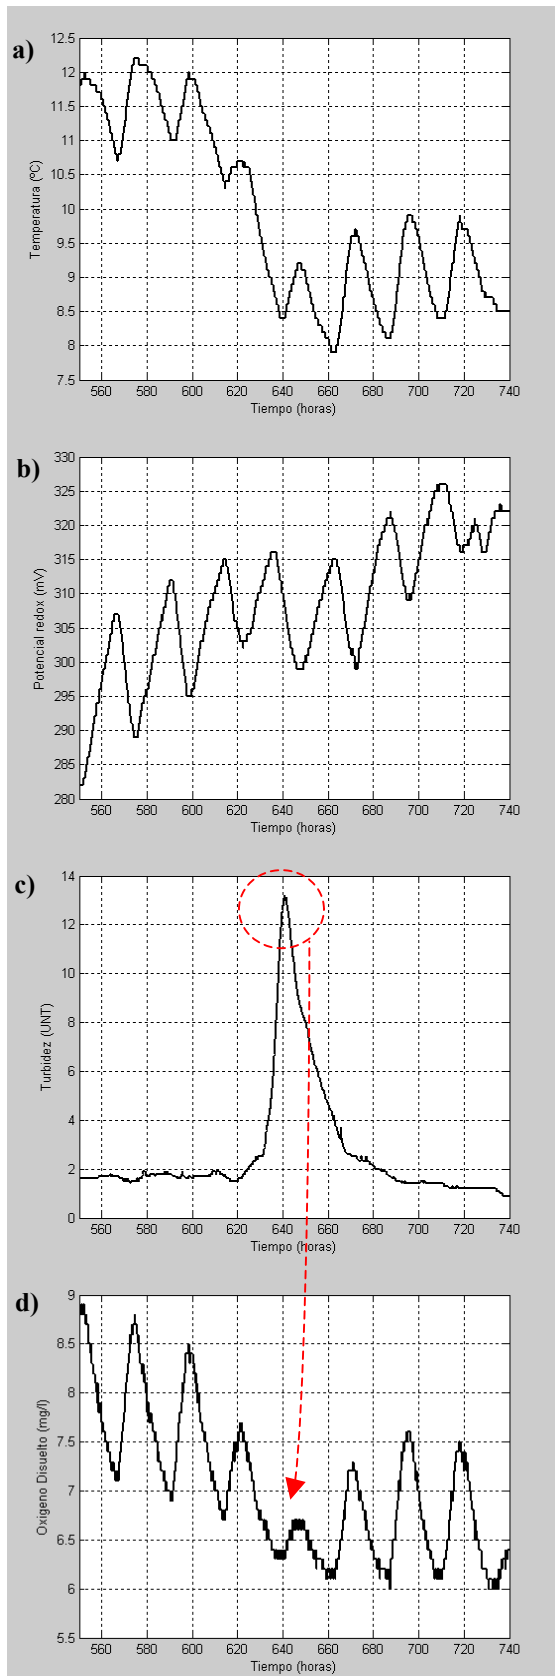 a)
12.5
12
11.5
11
10.5
10
9.5
9
8.5
8
7.5
Temperatura (ºC)
560 580 600 620 640 660 680 700 720 740
Tiempo (horas)
b)
330
325
320
315
310
305
300
295
290
285
280
Potencial redox (mV)
560 580 600 620 640 660 680 700 720 740
Tiempo (horas)
c)
14
12
10
8
6
4
2
0
Turbidez (UNT)
560 580 600 620 640 660 680 700 720 740
Tiempo (horas)
d)
9
8.5
8
7.5
7
6.5
6
5.5
Oxigeno Disuelto (mg/l)
560 580 600 620 640 660 680 700 720 740
Tiempo (horas)